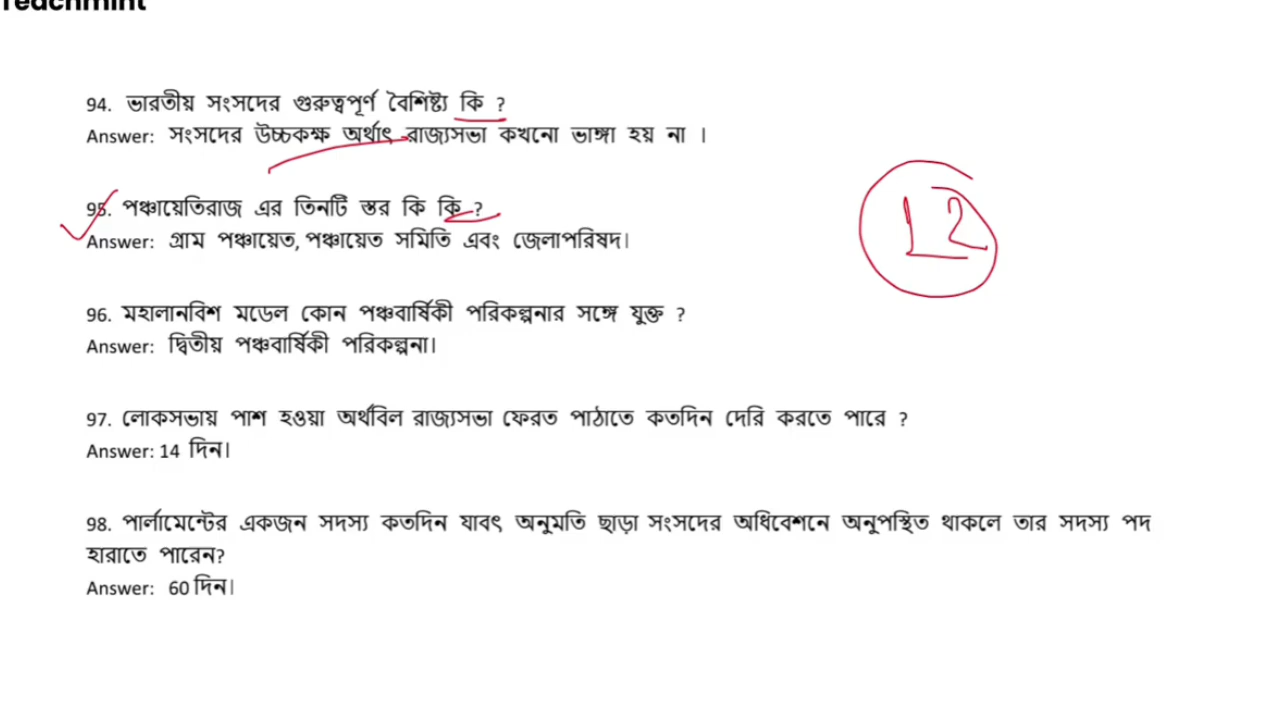 Teachmint
94. ভারতীয় সংসদের গুরুত্বপূর্ণ বৈশিষ্ট্য কি ?
Answer: সংসদের উচ্চকক্ষ অর্থাৎ রাজ্যসভা কখনো ভাঙ্গা হয় না ।
95. পঞ্চায়েতিরাজ এর তিনটি স্তর কি কি ?
Answer: গ্রাম পঞ্চায়েত, পঞ্চায়েত সমিতি এবং জেলাপরিষদ।
12
96. মহালানবিশ মডেল কোন পঞ্চবার্ষিকী পরিকল্পনার সঙ্গে যুক্ত ?
Answer: দ্বিতীয় পঞ্চবার্ষিকী পরিকল্পনা।
97. লোকসভায় পাশ হওয়া অর্থবিল রাজ্যসভা ফেরত পাঠাতে কতদিন দেরি করতে পারে ?
Answer: 14 দিন।
98. পার্লামেন্টের একজন সদস্য কতদিন যাবৎ অনুমতি ছাড়া সংসদের অধিবেশনে অনুপস্থিত থাকলে তার সদস্য পদ
হারাতে পারেন?
Answer: 60 দিন।